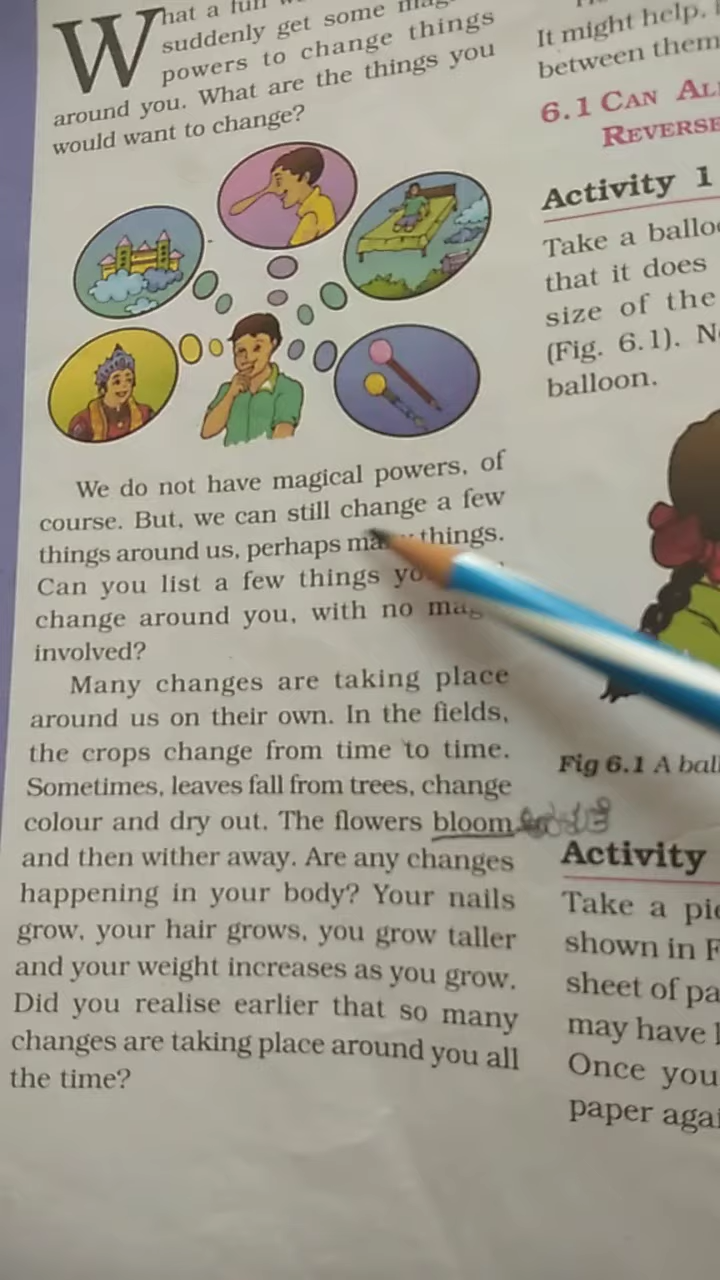 What a fun
suddenly get some
powers to change things
around you. What are the things you
would want to change?
We do not have magical powers, of
course. But, we can still change a few
things around us, perhaps things.
Can you list a few things
change around you, with no
involved?
Many changes are taking place
around us on their own. In the fields,
the crops change from time to time.
Sometimes, leaves fall from trees, change
colour and dry out. The flowers bloom
and then wither away. Are any changes
happening in your body? Your nails
grow, your hair grows, you grow taller
and your weight increases as you grow.
Did you realise earlier that so many
changes are taking place around you all
the time?
It might help,
between them
6.1 CAN
REVERSE
Activity 1
Take a
that it does
size of the
(Fig. 6.1).
balloon.
Fig 6.1 A
Activity
Take a
shown in
sheet of
may have
Once you
paper